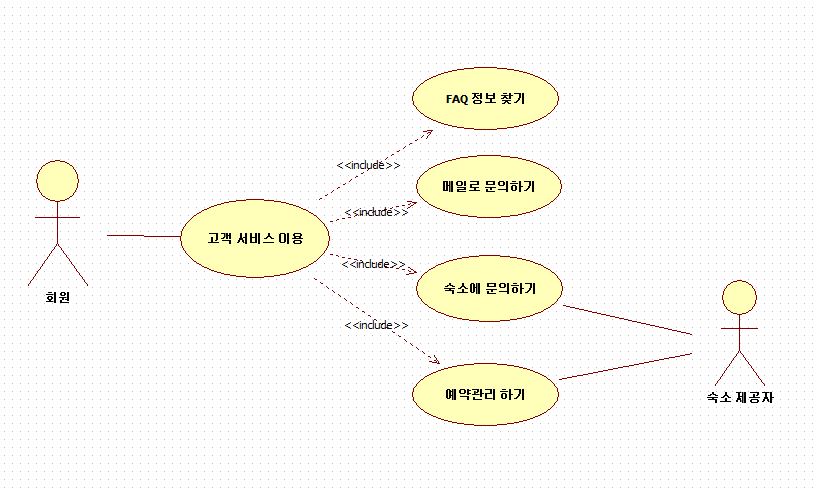 FAQ 정보 찾기
<<include>>
메일로 문의하기
<<include>>
고객 서비스 이용
<<include>>
숙소에 문의하기
회원
<<include>>
예약관리 하기
숙소 제공자